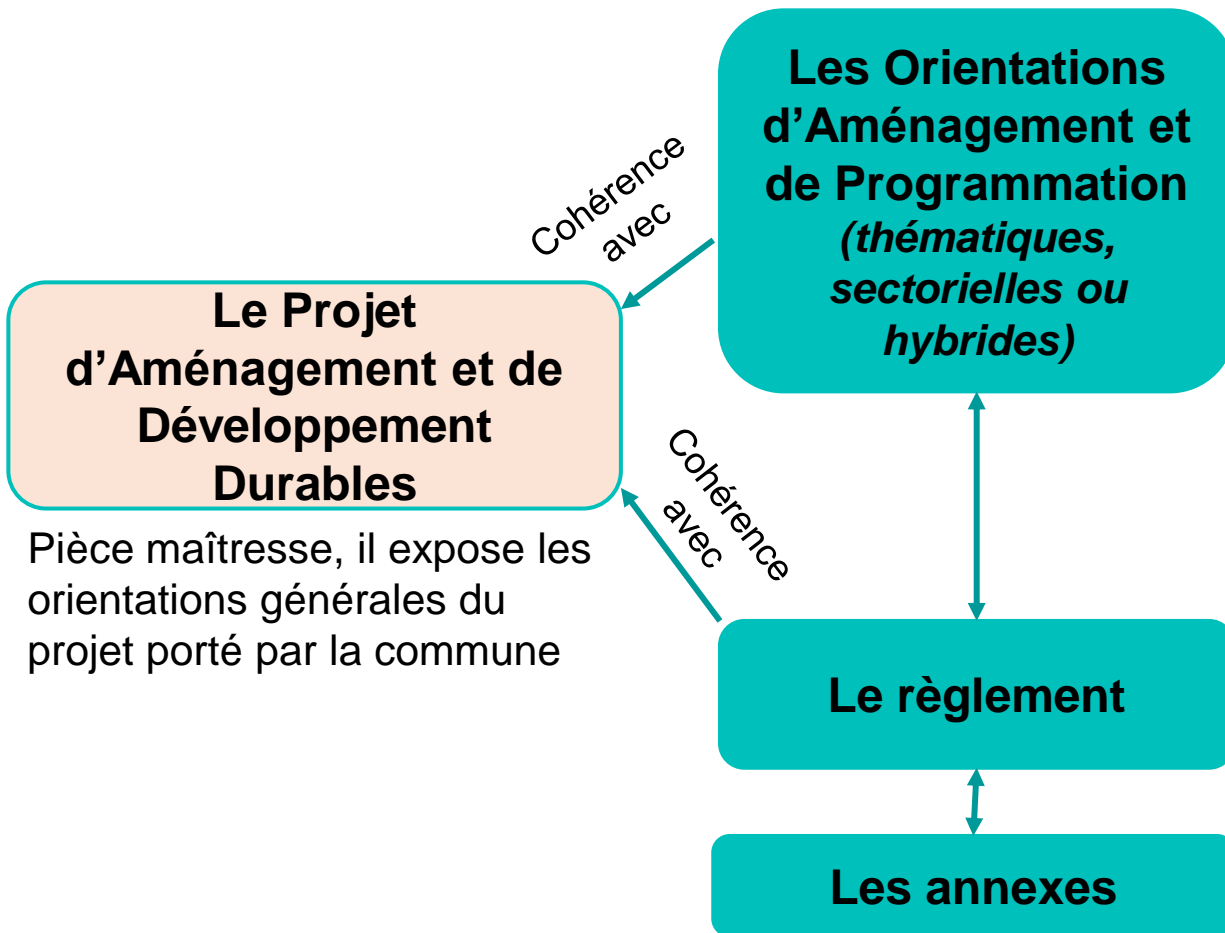 Les Orientations
d’Aménagement et
de Programmation
(thématiques,
sectorielles ou
hybrides)
Cohérence
avec
Le Projet
d’Aménagement et de
Développement
Durables
Cohérence
avec
Pièce maîtresse, il expose les
orientations générales du
projet porté par la commune
Le règlement
Les annexes